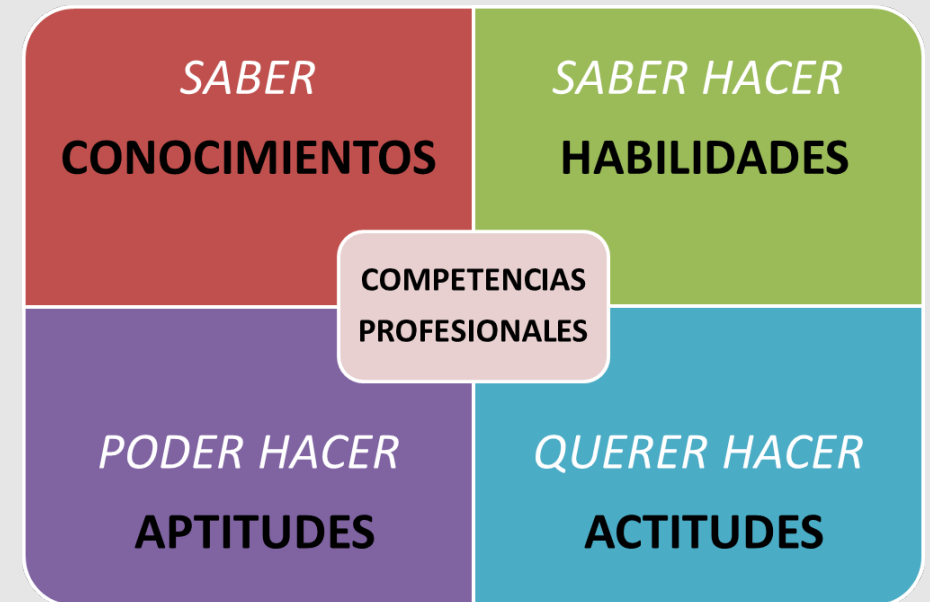 SABER
CONOCIMIENTOS
SABER HACER
HABILIDADES
COMPETENCIAS
PROFESIONALES
PODER HACER
APTITUDES
QUERER HACER
ACTITUDES